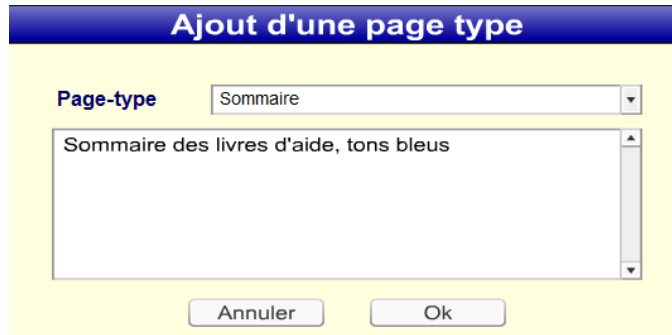 Ajout d'une page type
Page-type Sommaire
Sommaire des livres d'aide, tons bleus
Annuler Ok